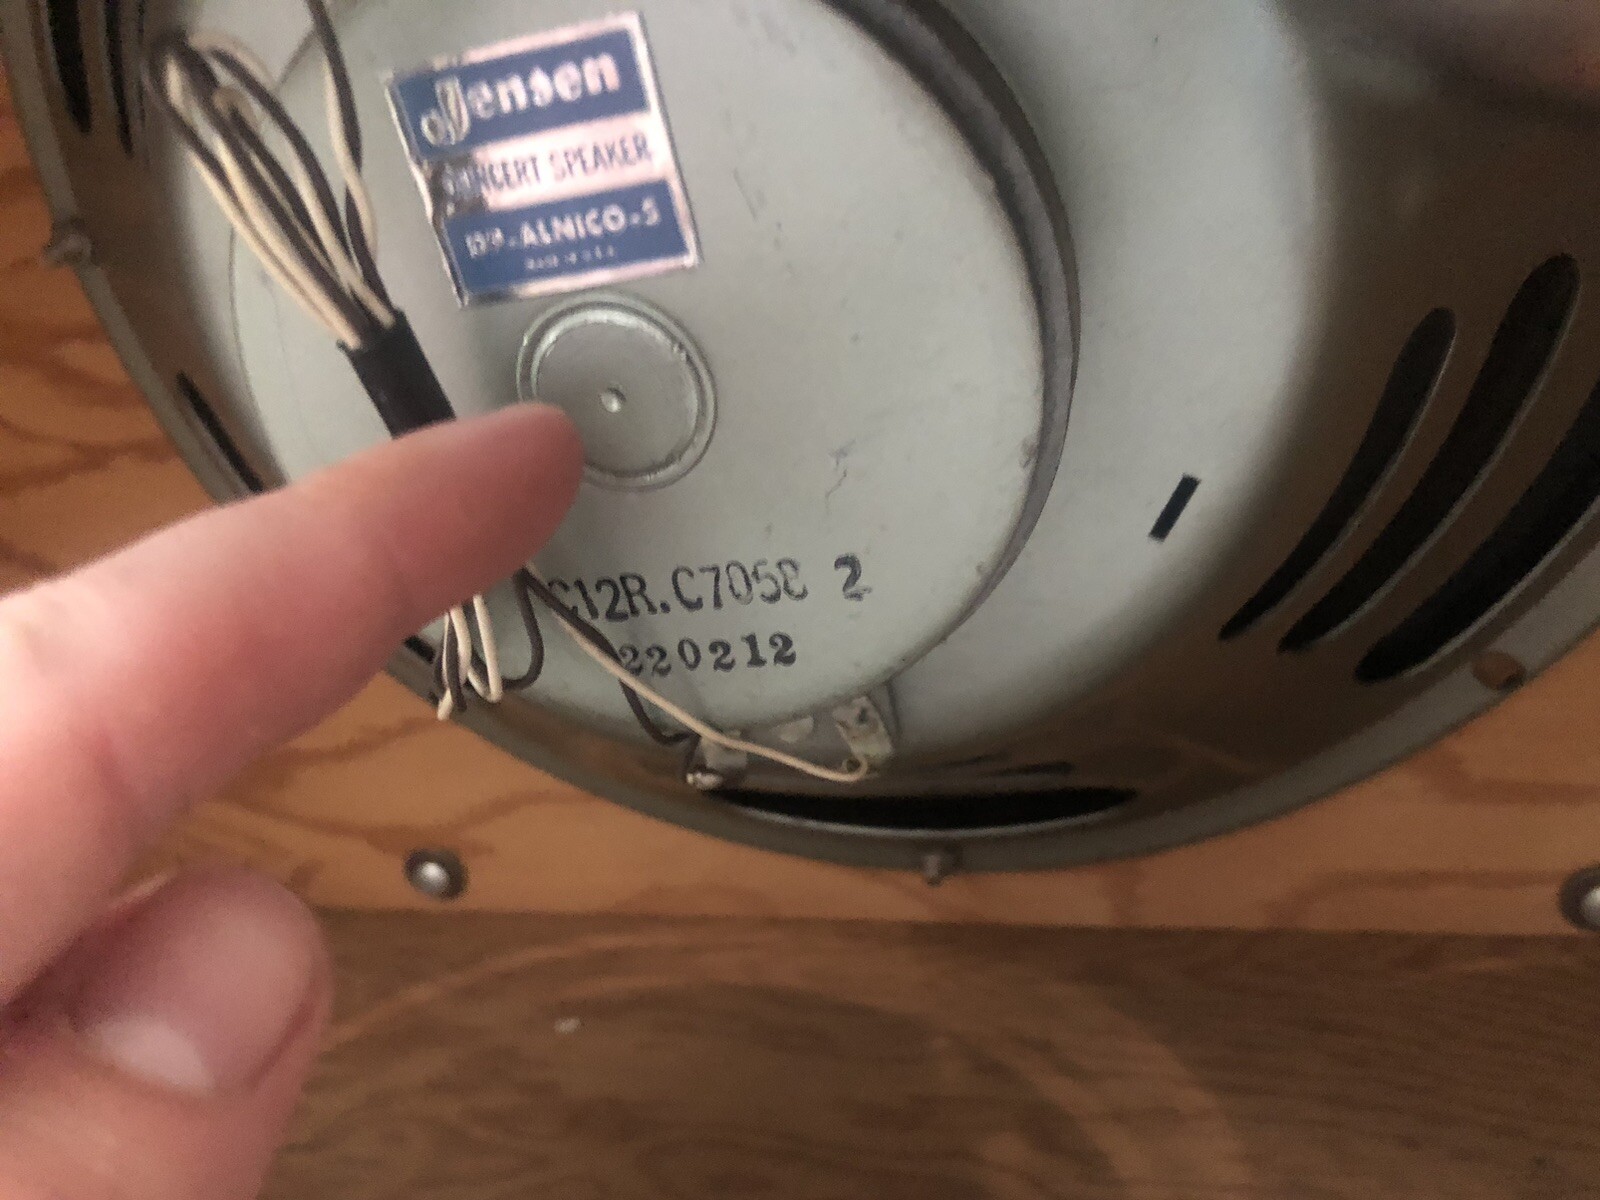 Jensen
CONCERT SPEAKER
-ALNICO-5
C12R.C7058 2
220212